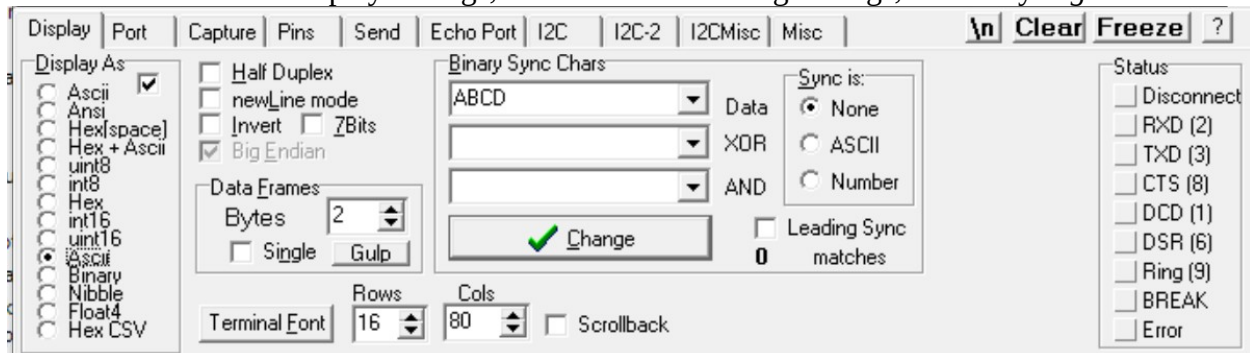 Display Port Capture Pins Send Echo Port I2C I2C-2 I2CMisc Misc \n Clear Freeze ?
Display As
Ascii
Ansi
Hex[space]
Hex + Ascii
uint8
int8
Hex
int16
uint16
Ascii
Binary
Nibble
Float4
Hex CSV
Half Duplex
newLine mode
Invert 7Bits
Big Endian
Data Frames
Bytes 2
Single Gulp
Binary Sync Chars
ABCD Data
XOR
AND
Change
Sync is:
None
ASCII
Number
Leading Sync
0 matches
Terminal Font
Rows
16
Cols
80
Scrollback
Status
Disconnect
RXD (2)
TXD (3)
CTS (8)
DCD (1)
DSR (6)
Ring (9)
BREAK
Error